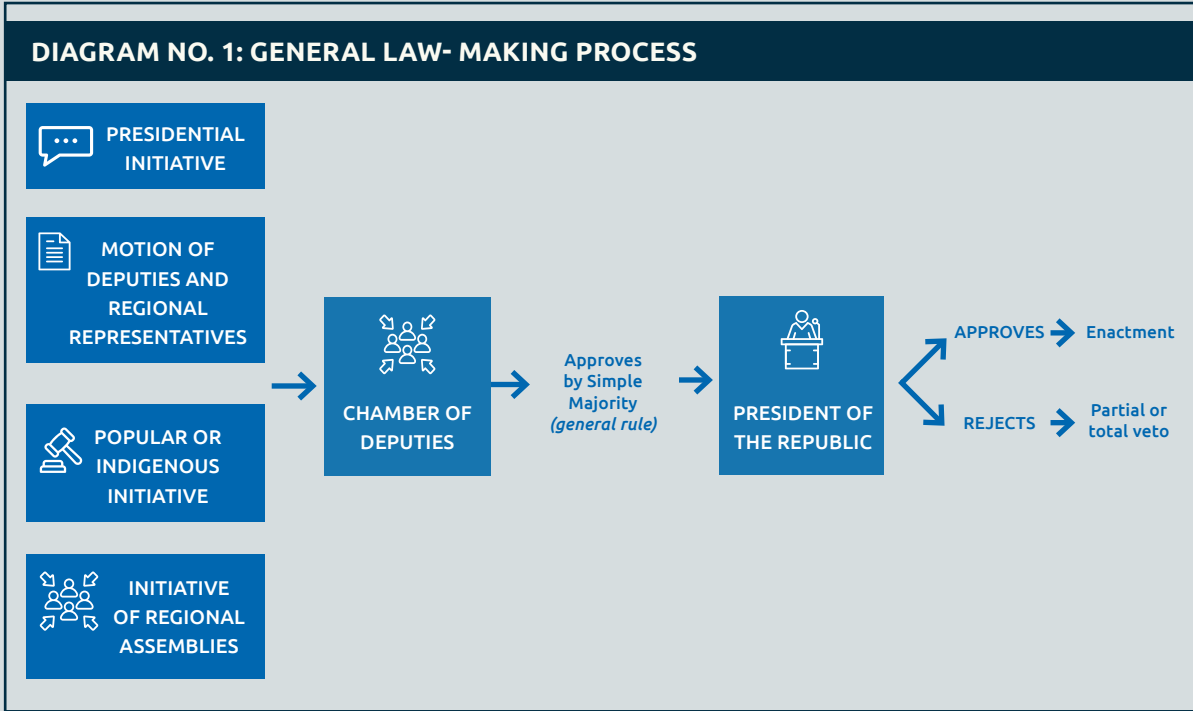 DIAGRAM NO. 1: GENERAL LAW- MAKING PROCESS
PRESIDENTIAL
INITIATIVE
MOTION OF
DEPUTIES AND
REGIONAL
REPRESENTATIVES
POPULAR OR
INDIGENOUS
INITIATIVE
INITIATIVE
OF REGIONAL
ASSEMBLIES
CHAMBER OF
DEPUTIES
Approves
by Simple
Majority
(general rule)
PRESIDENT OF
THE REPUBLIC
APPROVES
Enactment
REJECTS
Partial or
total veto